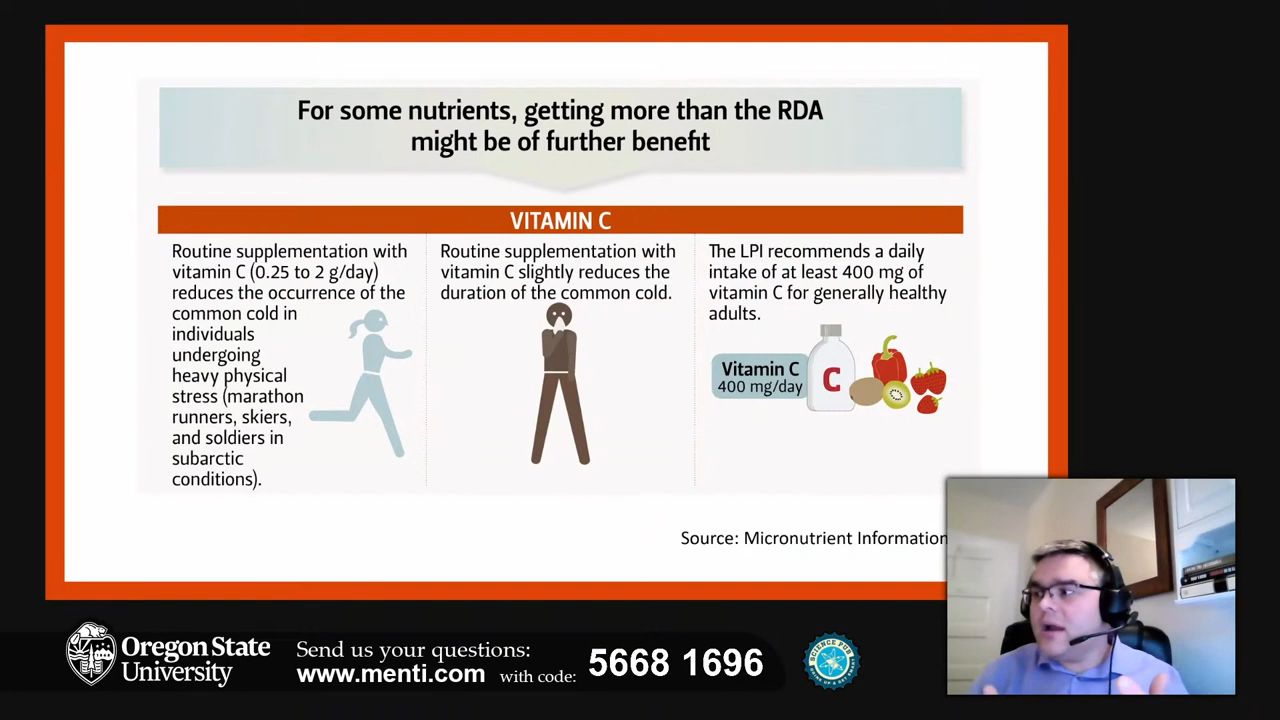 For some nutrients, getting more than the RDA
might be of further benefit
VITAMIN C
Routine supplementation with
vitamin C (0.25 to 2 g/day)
reduces the occurrence of the
common cold in
individuals
undergoing
heavy physical
stress (marathon
runners, skiers,
and soldiers in
subarctic
conditions).
Routine supplementation with
vitamin C slightly reduces the
duration of the common cold.
The LPI recommends a daily
intake of at least 400 mg of
vitamin C for generally healthy
adults.
Vitamin C
400 mg/day
C
Source: Micronutrient Information
Oregon State
University
Send us your questions:
www.menti.com with code:
5668 1696
SCIENCE PUB